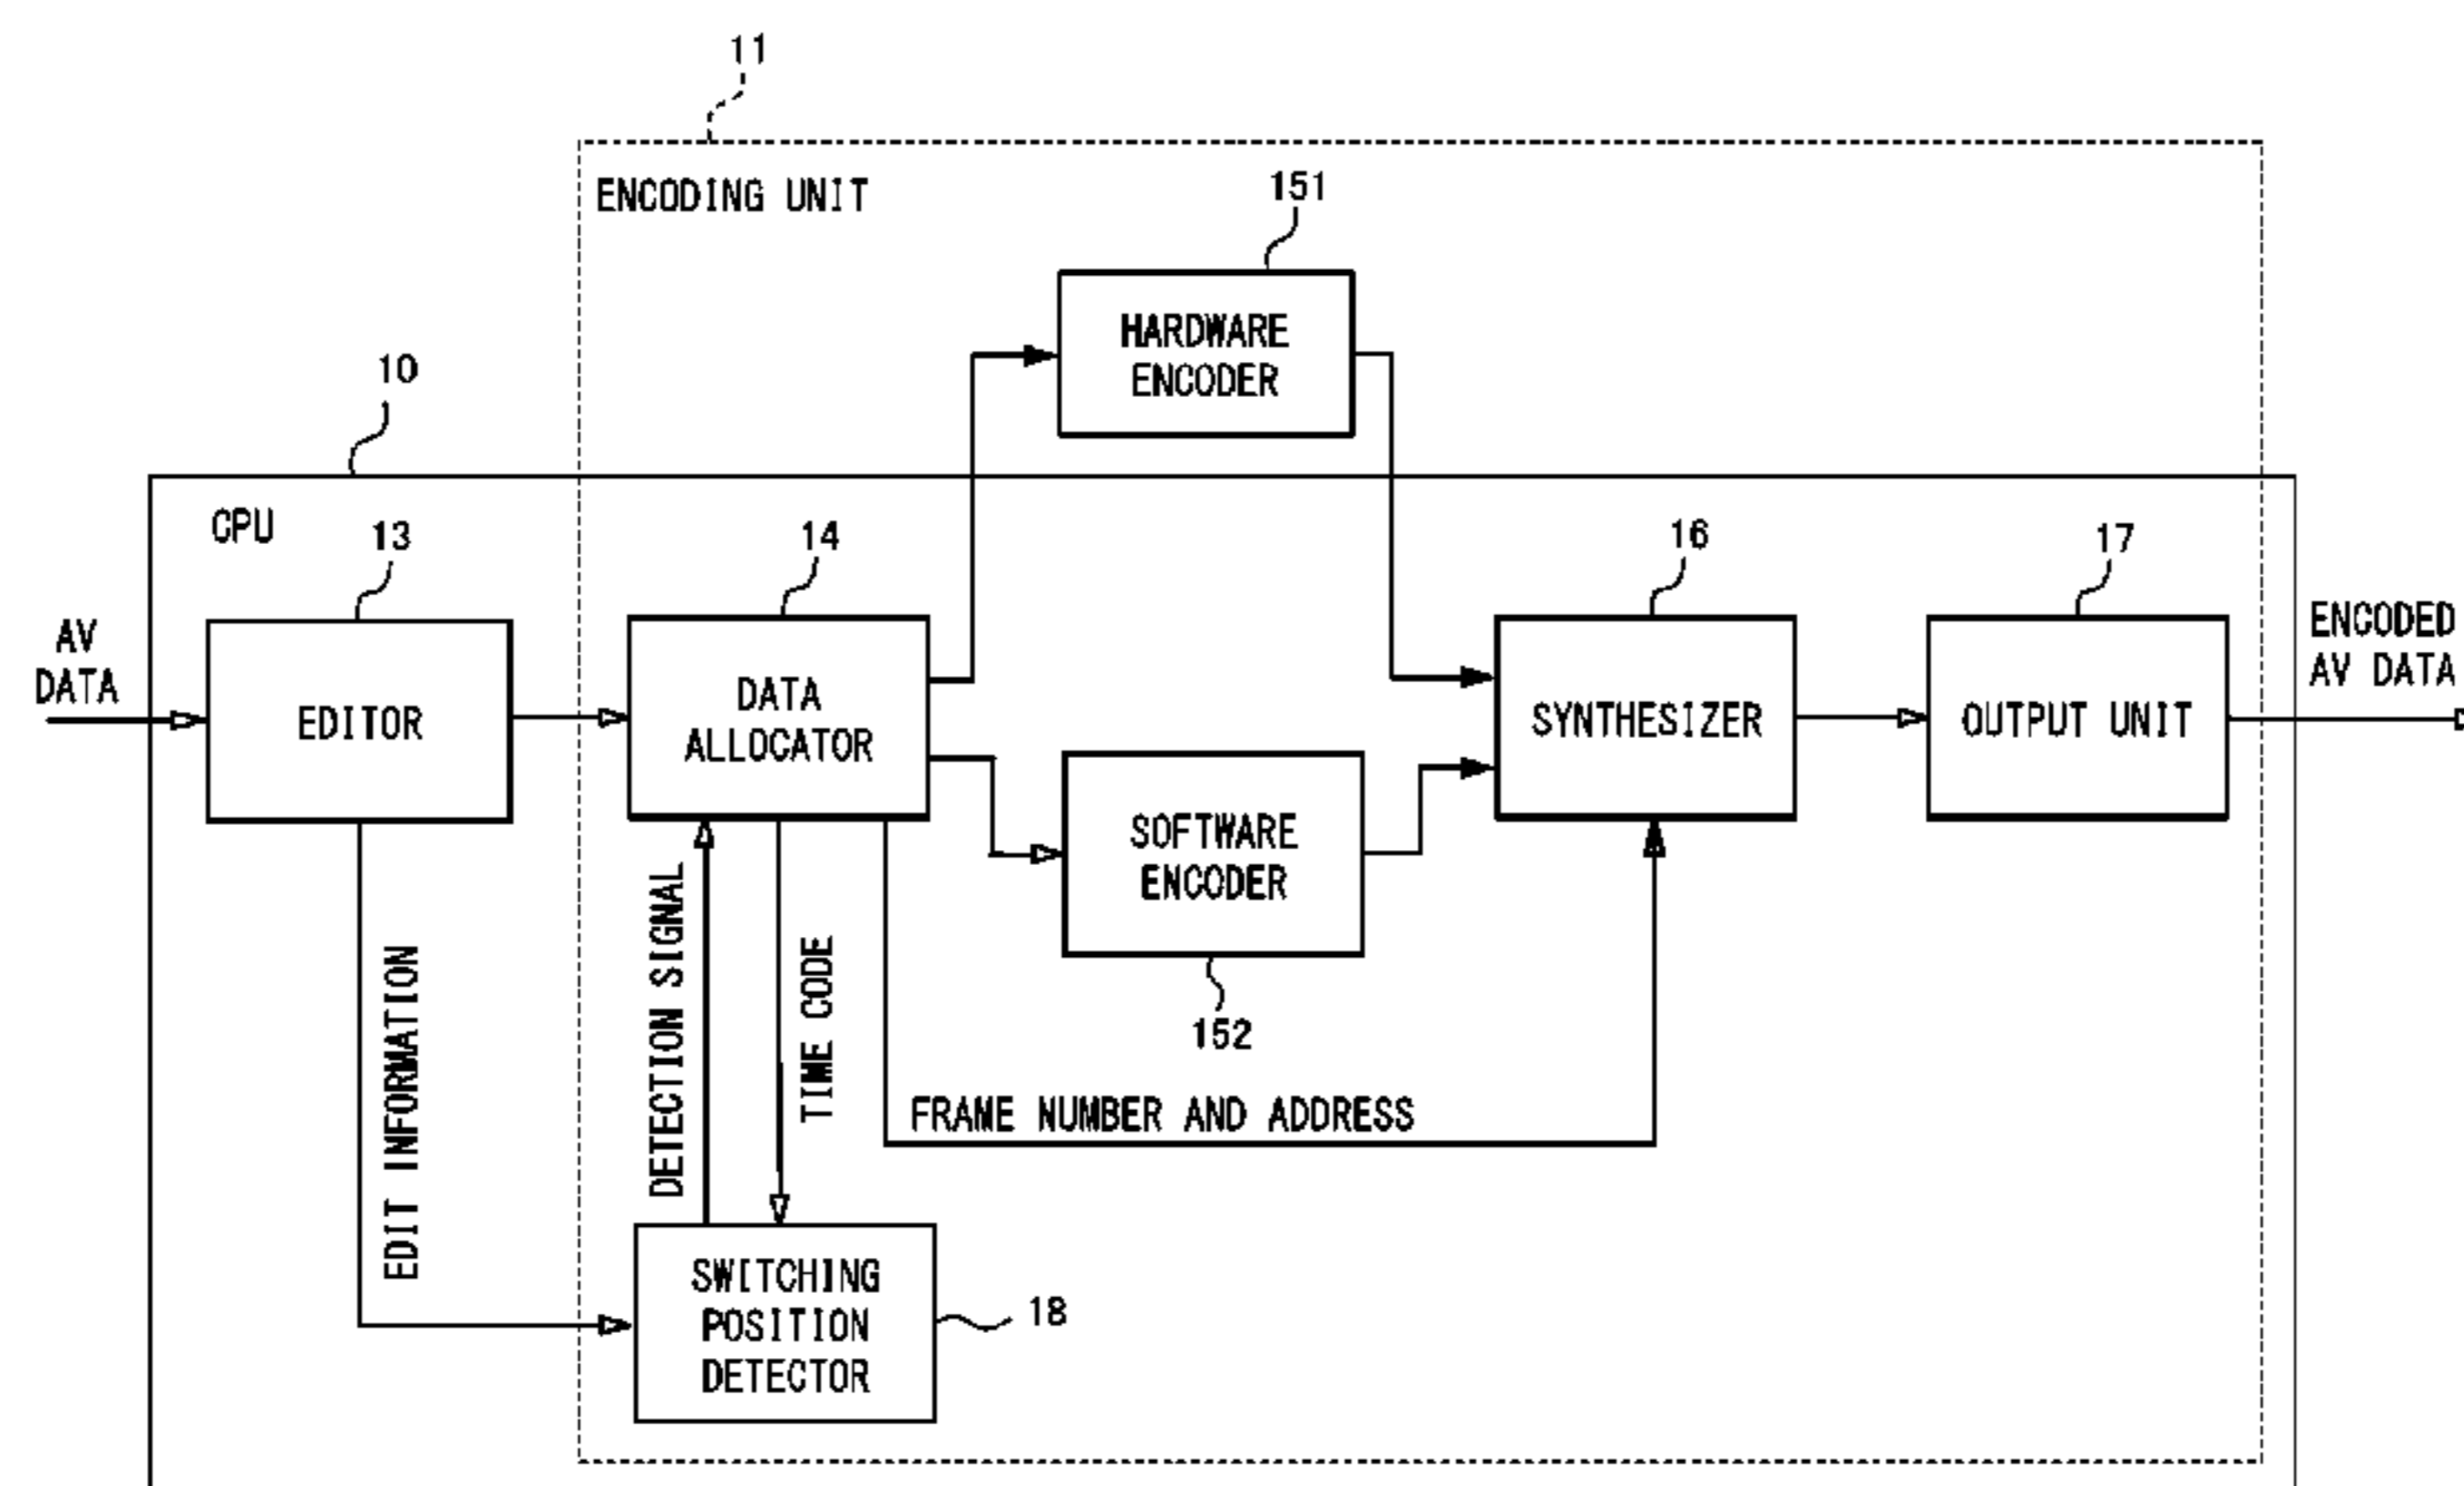 11
ENCODING UNIT
151
HARDWARE
ENCODER
10
CPU
13
14
16
17
AV
DATA
EDITOR
DATA
ALLOCATOR
SYNTHESIZER
OUTPUT UNIT
ENCODED
AV DATA
SOFTWARE
ENCODER
152
EDIT INFORMATION
DETECTION SIGNAL
TIME CODE
FRAME NUMBER AND ADDRESS
SWITCHING
POSITION
DETECTOR
18